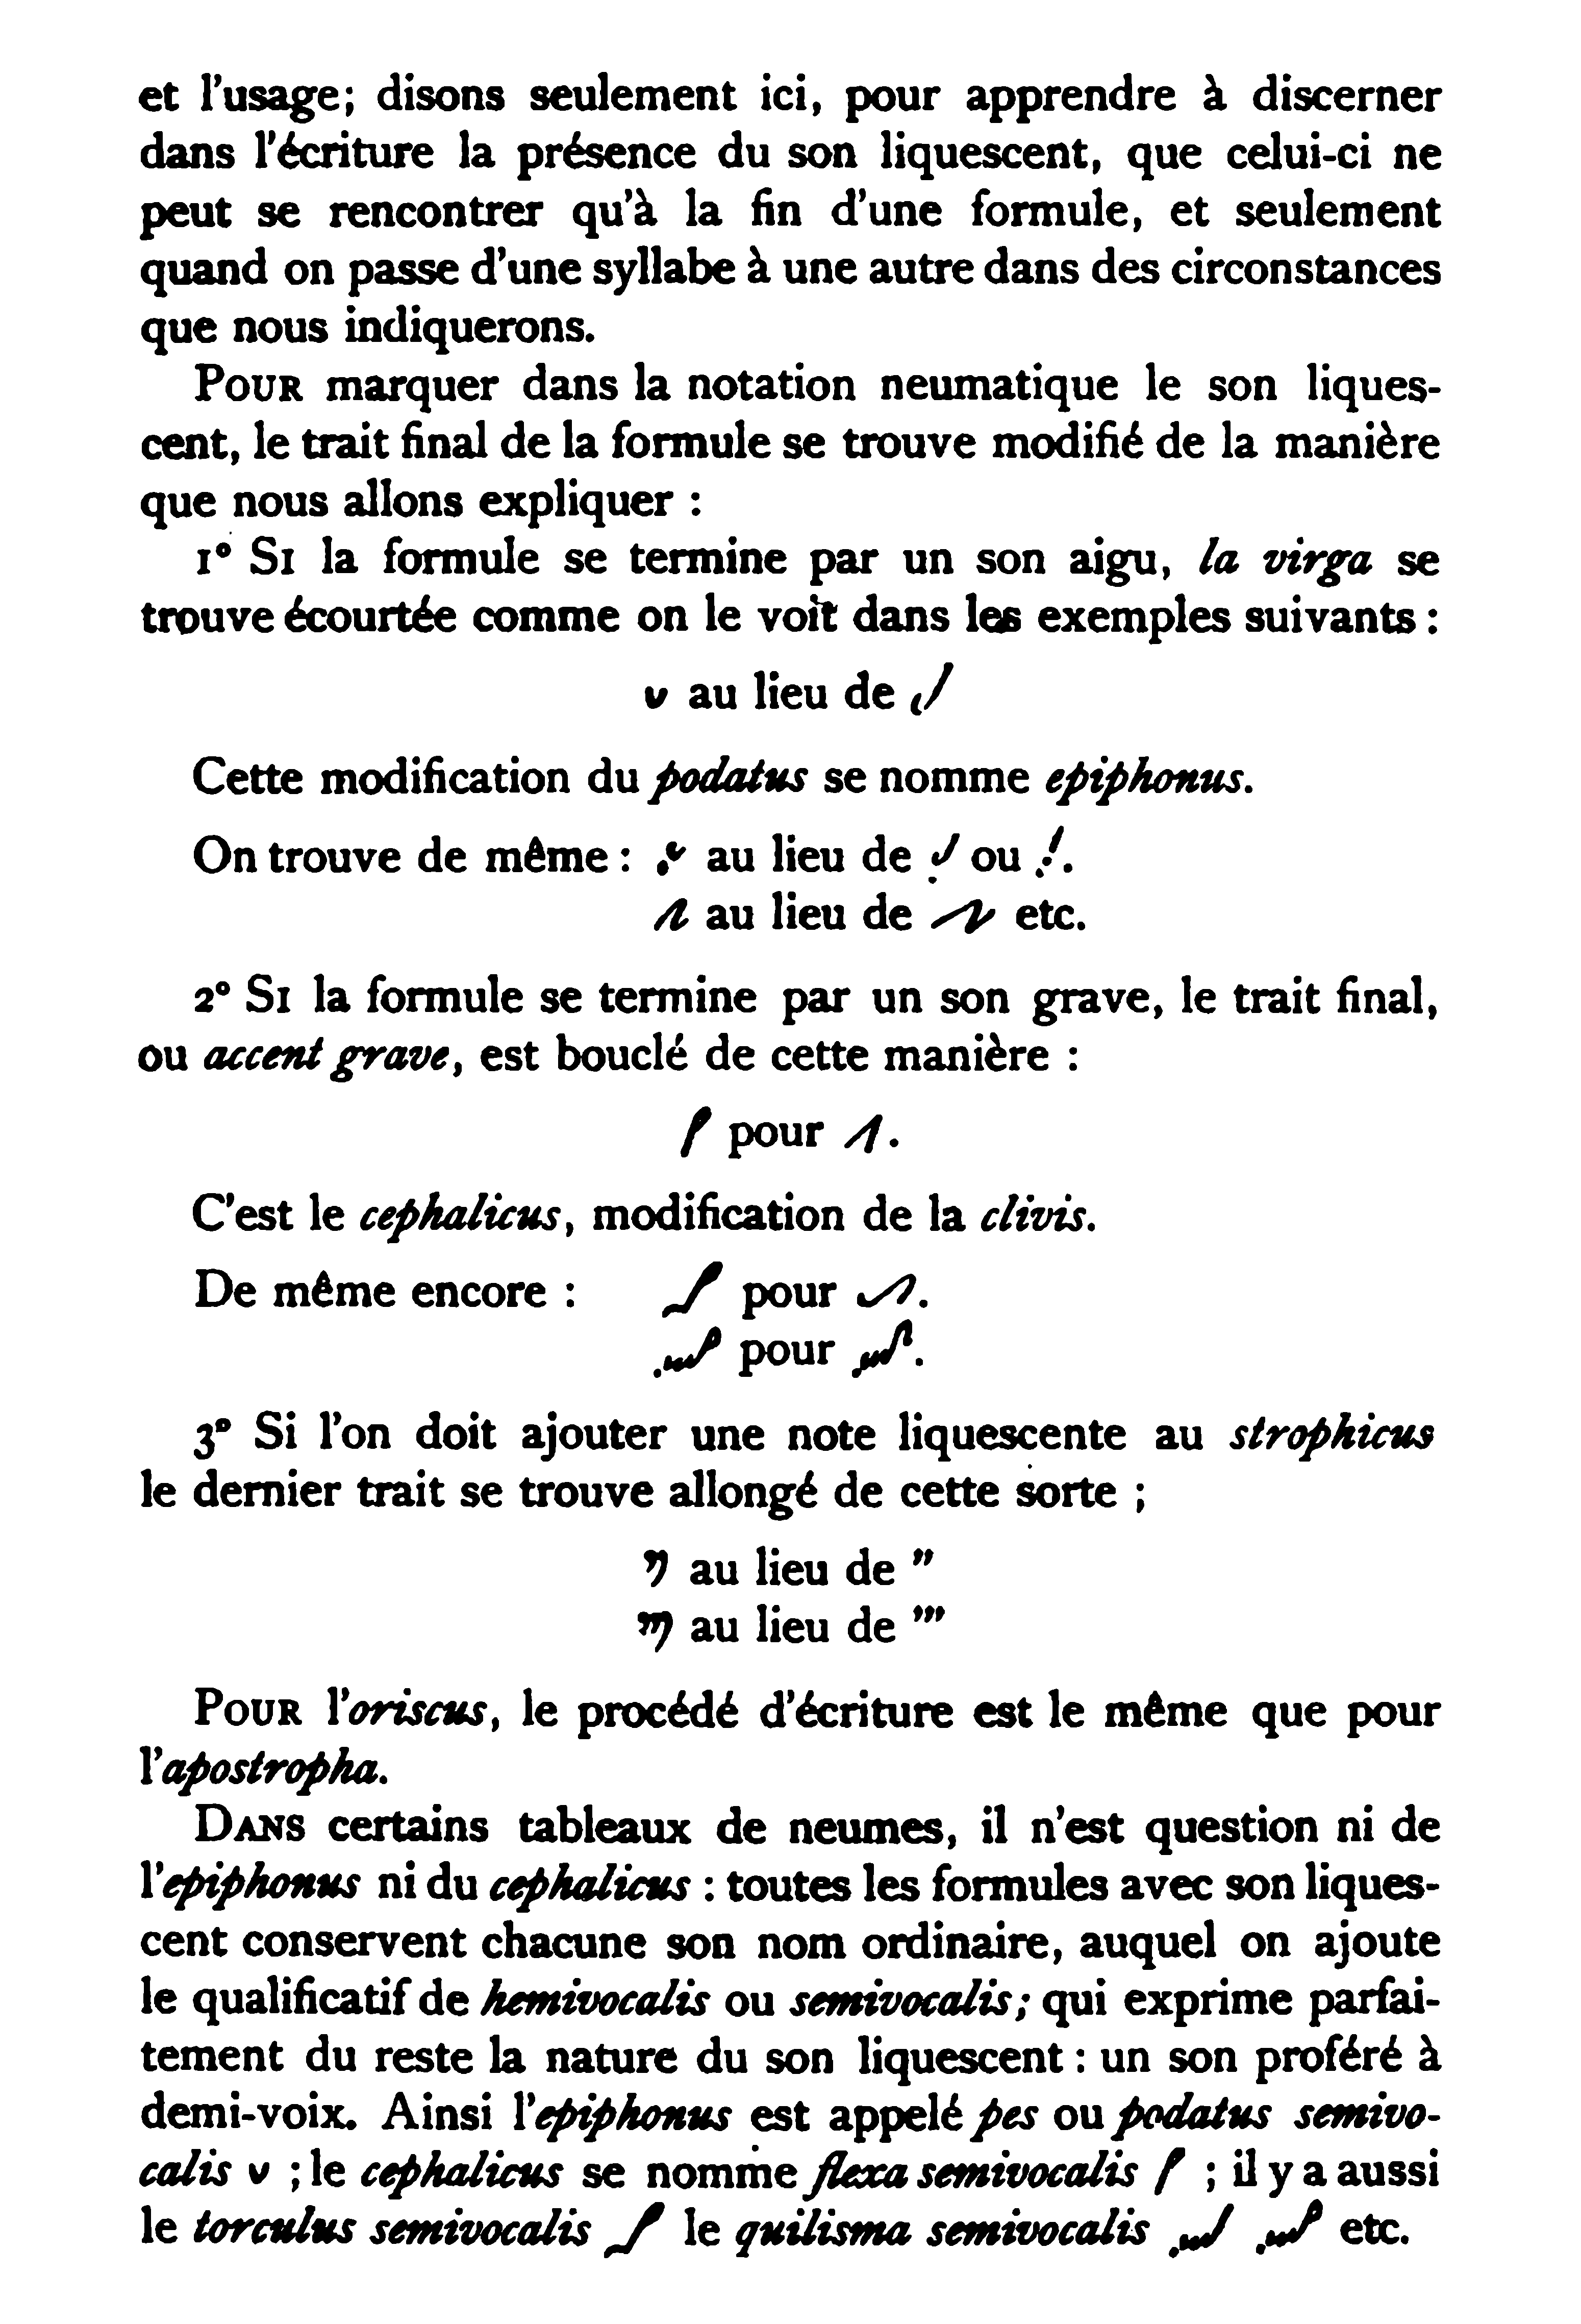 et l'usage; disons seulement ici, pour apprendre à discerner
dans l'écriture la présence du son liquescent, que celui-ci ne
peut se rencontrer qu'à la fin d'une formule, et seulement
quand on passe d'une syllabe à une autre dans des circonstances
que nous indiquerons.
POUR marquer dans la notation neumatique le son liques-
cent, le trait final de la formule se trouve modifié de la manière
que nous allons expliquer :
1° SI la formule se termine par un son aigu, la virga se
trouve écourtée comme on le voit dans les exemples suivants :
au lieu de
Cette modification du podatus se nomme epiphonus.
On trouve de même : au lieu de ou .
au lieu de etc.
2° SI la formule se termine par un son grave, le trait final,
ou accent grave, est bouclé de cette manière :
pour .
C'est le cephalicus, modification de la clivis.
De même encore : pour .
pour .
3° Si l'on doit ajouter une note liquescente au strophicus
le dernier trait se trouve allongé de cette sorte ;
au lieu de "
au lieu de "'
POUR l'oriscus, le procédé d'écriture est le même que pour
l'apostropha.
DANS certains tableaux de neumes, il n'est question ni de
l'epiphonus ni du cephalicus : toutes les formules avec son liques-
cent conservent chacune son nom ordinaire, auquel on ajoute
le qualificatif de hemivocalis ou semivocalis; qui exprime parfai-
tement du reste la nature du son liquescent : un son proféré à
demi-voix. Ainsi l'epiphonus est appelé pes ou podatus semivo-
calis ; le cephalicus se nomme flexa semivocalis ; il y a aussi
le torculus semivocalis le quilisma semivocalis etc.